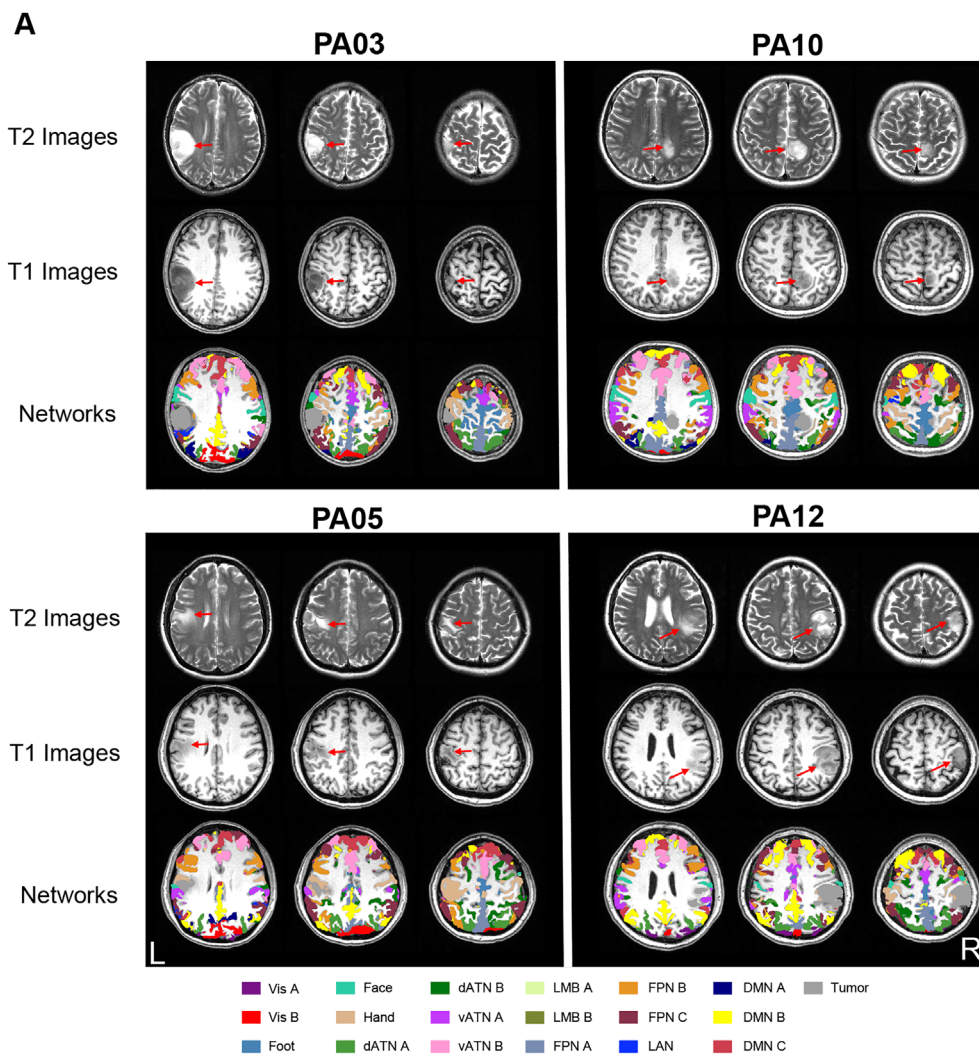 A
PA03 PA10
T2 Images
T1 Images
Networks
PA05 PA12
T2 Images
T1 Images
Networks
L R
Vis A Face dATN B LMB A FPN B DMN A Tumor
Vis B Hand vATN A LMB B FPN C DMN B
Foot dATN A vATN B FPN A LAN DMN C